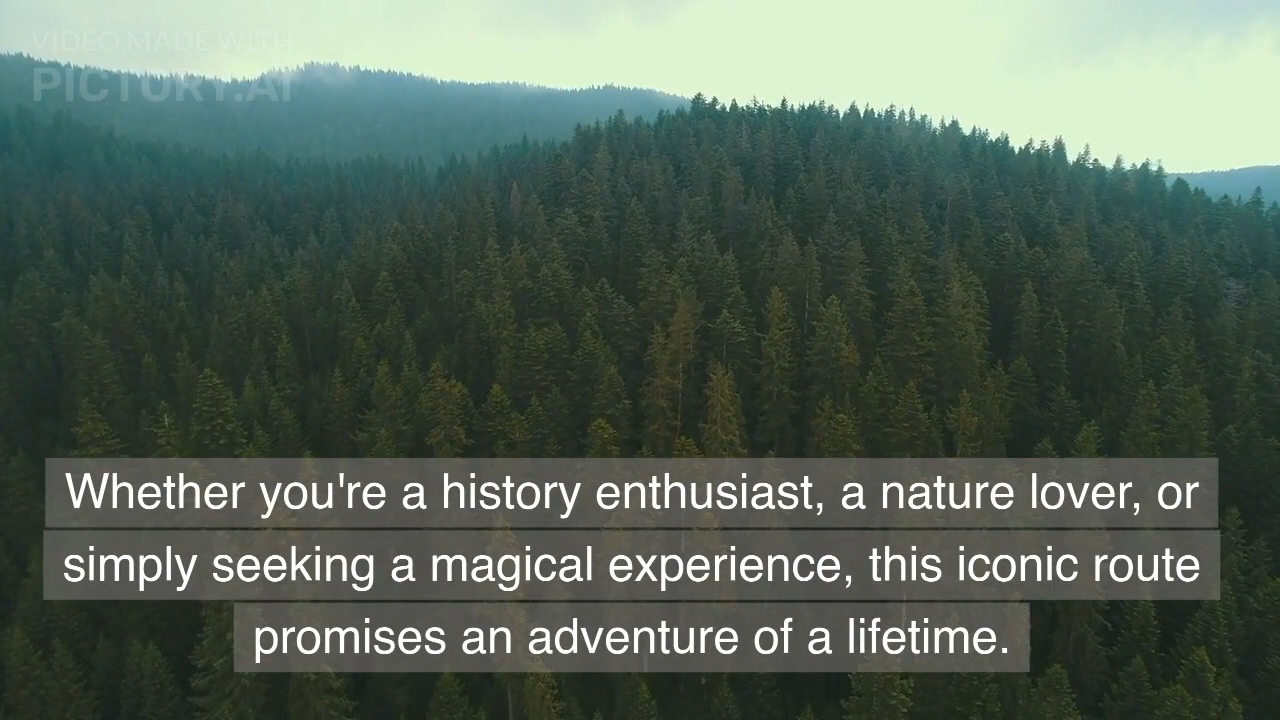 VIDEO MADE WITH
PICTORY.AI
Whether you're a history enthusiast, a nature lover, or
simply seeking a magical experience, this iconic route
promises an adventure of a lifetime.